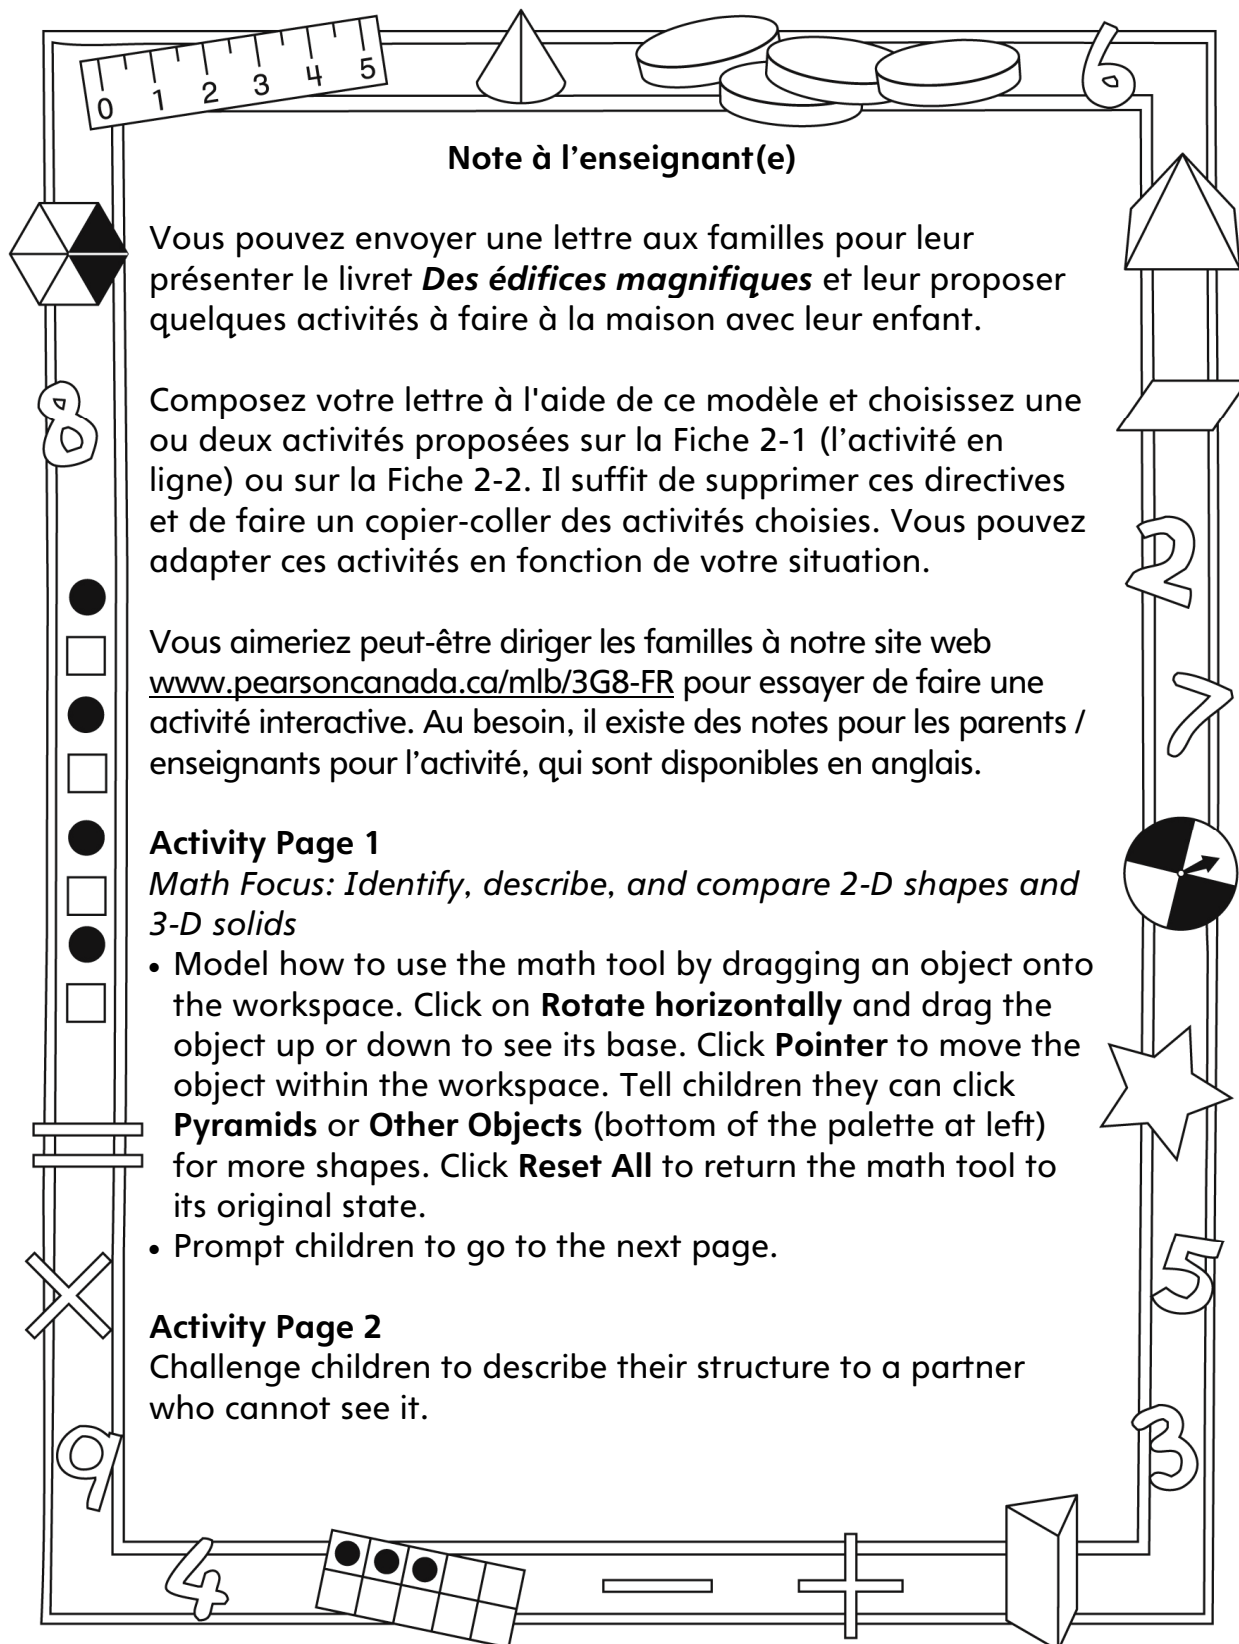 0 1 2 3 4 5
6
Note à l’enseignant(e)
Vous pouvez envoyer une lettre aux familles pour leur
présenter le livret Des édifices magnifiques et leur proposer
quelques activités à faire à la maison avec leur enfant.
8
Composez votre lettre à l'aide de ce modèle et choisissez une
ou deux activités proposées sur la Fiche 2-1 (l’activité en
ligne) ou sur la Fiche 2-2. Il suffit de supprimer ces directives
et de faire un copier-coller des activités choisies. Vous pouvez
adapter ces activités en fonction de votre situation.
2
Vous aimeriez peut-être diriger les familles à notre site web
www.pearsoncanada.ca/mlb/3G8-FR pour essayer de faire une
activité interactive. Au besoin, il existe des notes pour les parents /
enseignants pour l’activité, qui sont disponibles en anglais.
7
Activity Page 1
Math Focus: Identify, describe, and compare 2-D shapes and
3-D solids
• Model how to use the math tool by dragging an object onto
the workspace. Click on Rotate horizontally and drag the
object up or down to see its base. Click Pointer to move the
object within the workspace. Tell children they can click
Pyramids or Other Objects (bottom of the palette at left)
for more shapes. Click Reset All to return the math tool to
its original state.
• Prompt children to go to the next page.
=
×
5
Activity Page 2
Challenge children to describe their structure to a partner
who cannot see it.
9
3
4
−
+